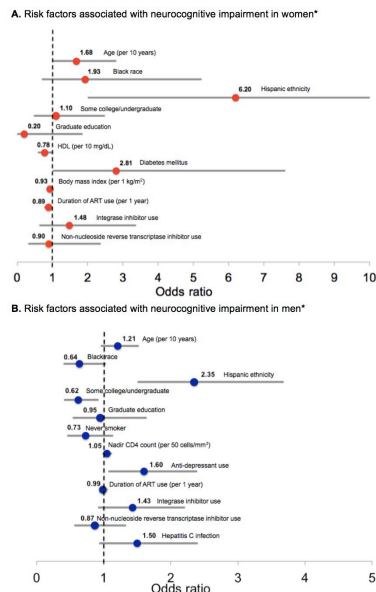 A. Risk factors associated with neurocognitive impairment in women*
1.68 Age (per 10 years)
1.93 Black race
6.20 Hispanic ethnicity
1.10 Some college/undergraduate
0.20 Graduate education
0.78 HDL (per 10 mg/dL)
2.81 Diabetes mellitus
0.93 Body mass index (per 1 kg/m²)
0.89 Duration of ART use (per 1 year)
1.48 Integrase inhibitor use
0.90 Non-nucleoside reverse transcriptase inhibitor use
0 1 2 3 4 5 6 7 8 9 10
Odds ratio
B. Risk factors associated with neurocognitive impairment in men*
1.21 Age (per 10 years)
0.64 Black race
2.35 Hispanic ethnicity
0.62 Some college/undergraduate
0.95 Graduate education
0.73 Never smoker
1.05 Nadir CD4 count (per 50 cells/mm³)
1.60 Anti-depressant use
0.99 Duration of ART use (per 1 year)
1.43 Integrase inhibitor use
0.87 Non-nucleoside reverse transcriptase inhibitor use
1.50 Hepatitis C infection
0 1 2 3 4 5
Odds ratio